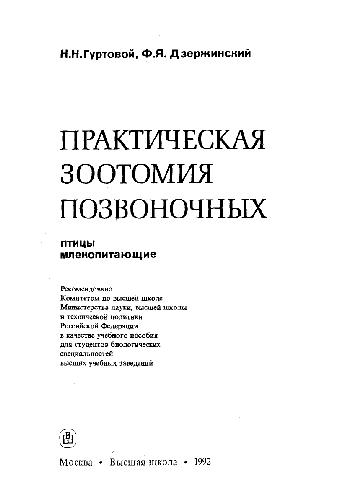 Н.Н.Гуртовой, Ф.Я.Дзержинский
ПРАКТИЧЕСКАЯ
ЗООТОМИЯ
ПОЗВОНОЧНЫХ
птицы
млекопитающие
Рекомендовано
Комитетом по высшей школе
Министерства науки, высшей школы
и технической политики
Российской Федерации
в качестве учебного пособия
для студентов биологических
специальностей
высших учебных заведений
Москва • Высшая школа • 1992